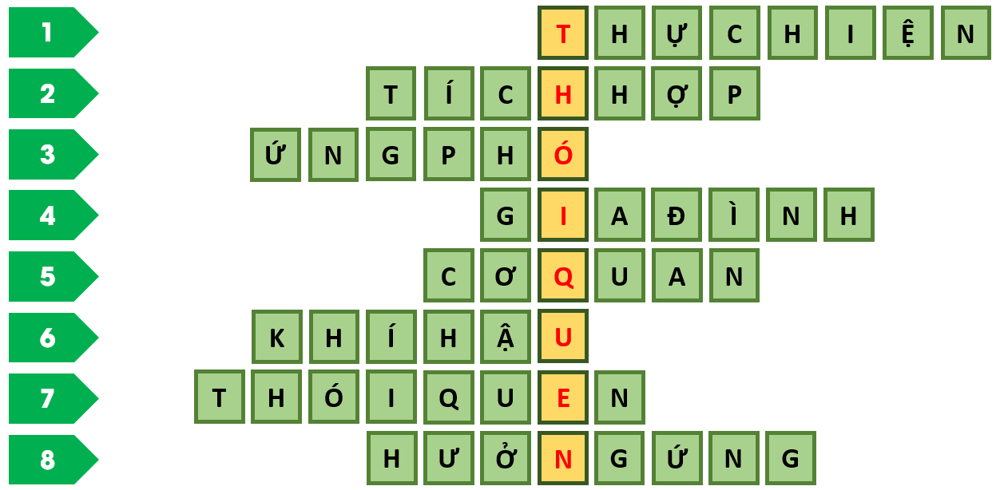 1 T H Ự C H I Ệ N
2 T Í C H H Ợ P
3 Ứ N G P H Ó
4 G I A Đ Ì N H
5 C Ơ Q U A N
6 K H Í H Ậ U
7 T H Ó I Q U E N
8 H Ư Ở N G Ứ N G